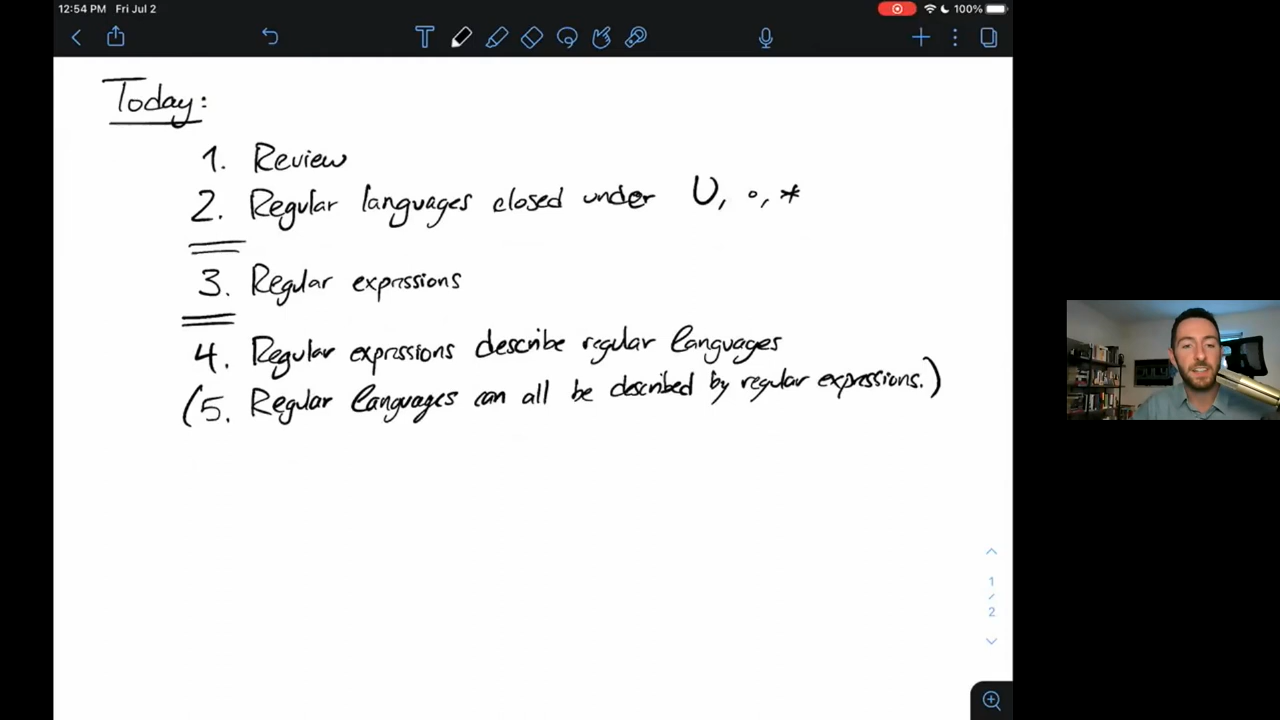 12:54 PM Fri Jul 2
100%
Today:
1. Review
2. Regular languages closed under U, ∘, *
3. Regular expressions
4. Regular expressions describe regular languages
(5. Regular languages can all be described by regular expressions.)
1
/
2